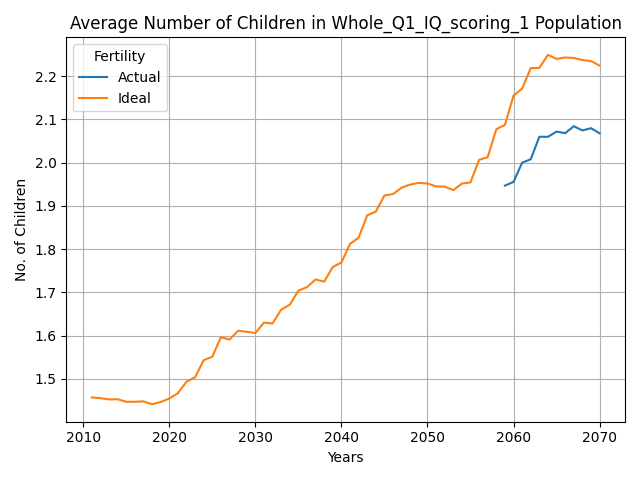 Average Number of Children in Whole_Q1_IQ_scoring_1 Population
Fertility
Actual
Ideal
No. of Children
2.2
2.1
2.0
1.9
1.8
1.7
1.6
1.5
2010 2020 2030 2040 2050 2060 2070
Years